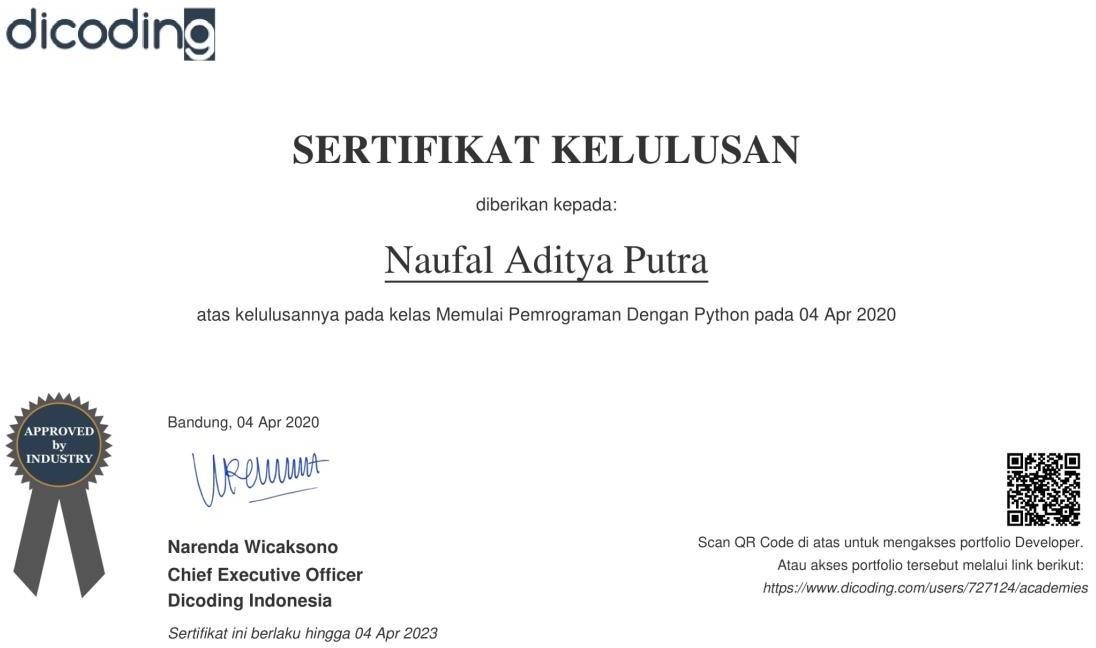 dicoding
SERTIFIKAT KELULUSAN
diberikan kepada:
Naufal Aditya Putra
atas kelulusannya pada kelas Memulai Pemrograman Dengan Python pada 04 Apr 2020
APPROVED
by
INDUSTRY
Bandung, 04 Apr 2020
Narenda Wicaksono
Chief Executive Officer
Dicoding Indonesia
Sertifikat ini berlaku hingga 04 Apr 2023
Scan QR Code di atas untuk mengakses portfolio Developer.
Atau akses portfolio tersebut melalui link berikut:
https://www.dicoding.com/users/727124/academies